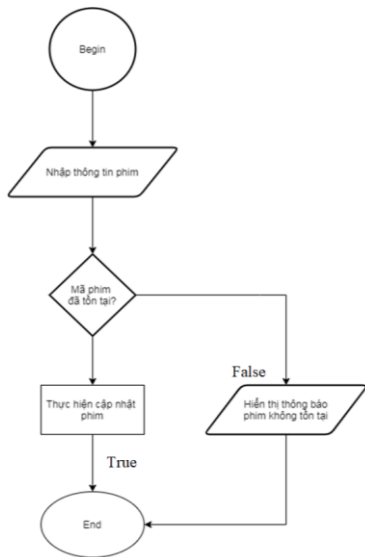 Begin
Nhập thông tin phim
Mã phim
đã tồn tại?
False
Thực hiện cập nhật
phim
Hiển thị thông báo
phim không tồn tại
True
End